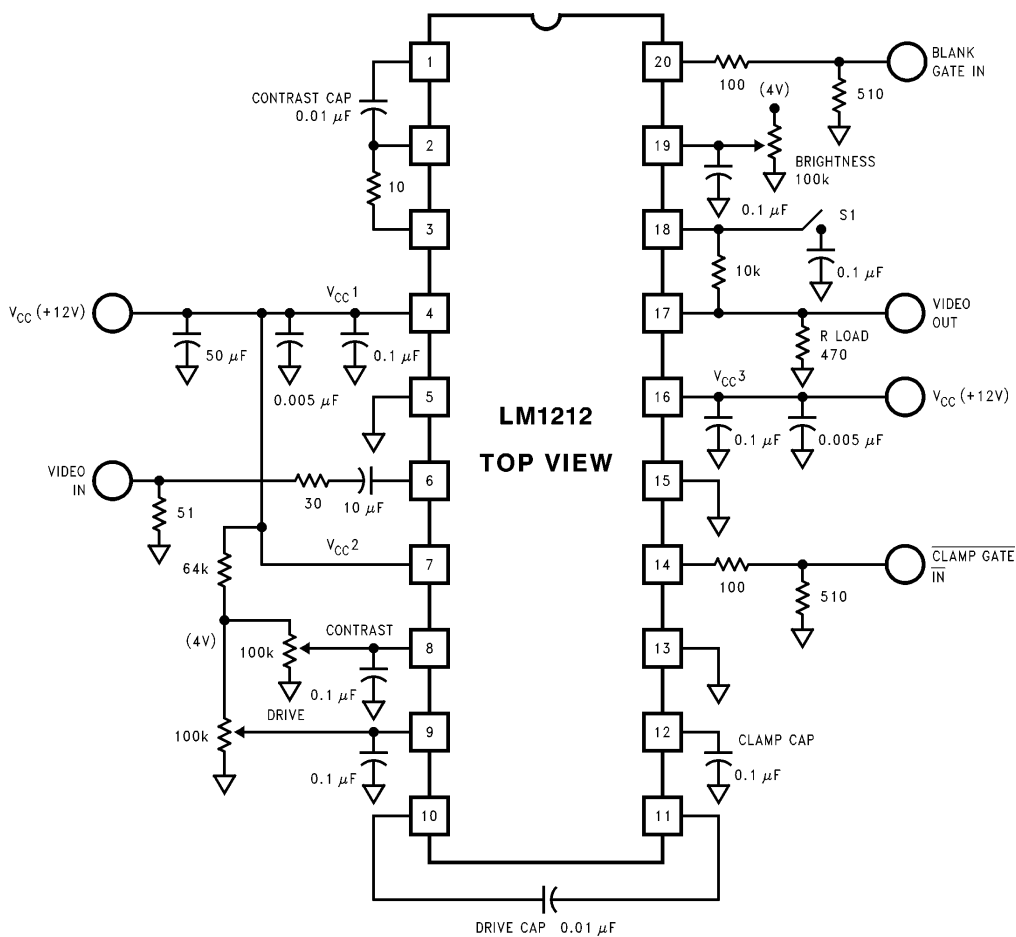 1
20
BLANK
GATE IN
100
510
(4V)
CONTRAST CAP
0.01 µF
2
19
BRIGHTNESS
100k
10
0.1 µF
3
18
S1
10k
0.1 µF
V_CC (+12V)
V_CC1
4
17
VIDEO
OUT
50 µF
0.005 µF
0.1 µF
R LOAD
470
5
V_CC3
16
V_CC (+12V)
LM1212
TOP VIEW
0.1 µF
0.005 µF
VIDEO
IN
6
15
51
30
10 µF
V_CC2
7
14
CLAMP GATE
IN
64k
100
510
(4V)
CONTRAST
8
13
100k
0.1 µF
DRIVE
9
12
CLAMP CAP
100k
0.1 µF
0.1 µF
10
11
DRIVE CAP 0.01 µF